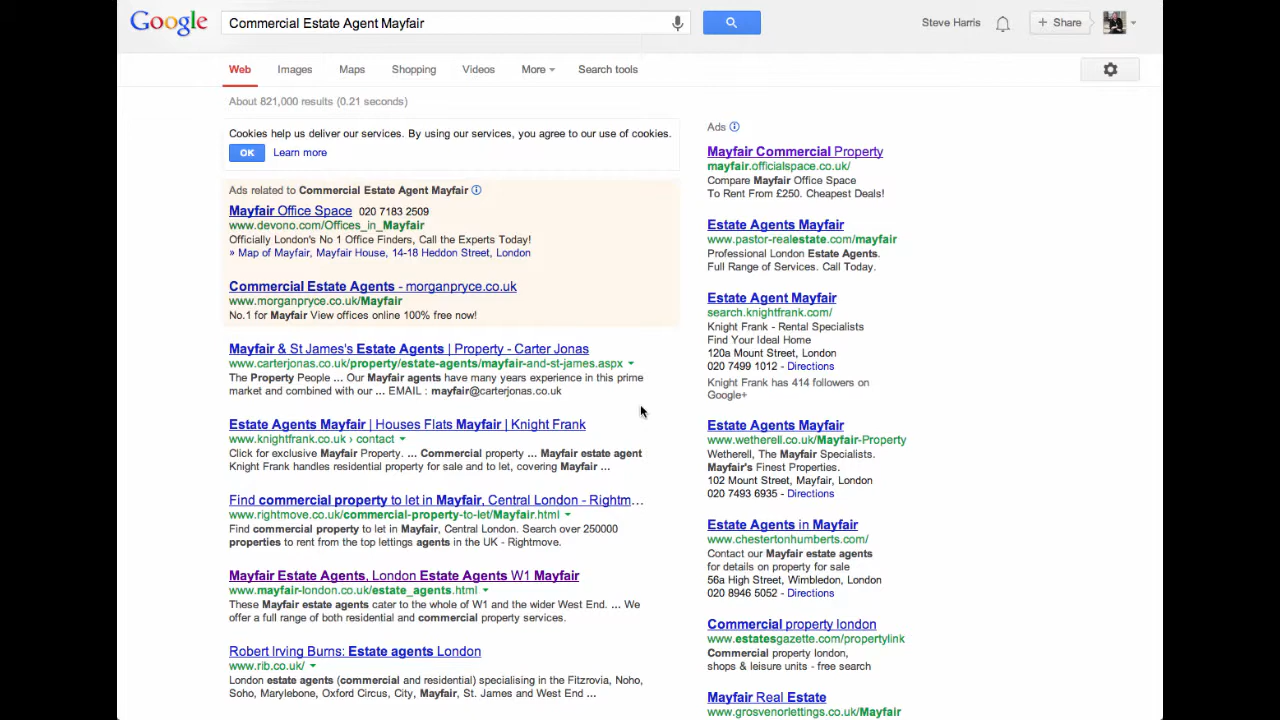 Google
Commercial Estate Agent Mayfair
Steve Harris
+ Share
Web Images Maps Shopping Videos More Search tools
About 821,000 results (0.21 seconds)
Cookies help us deliver our services. By using our services, you agree to our use of cookies.
OK Learn more
Ads related to Commercial Estate Agent Mayfair
Mayfair Office Space 020 7183 2509
www.devono.com/Offices_in_Mayfair
Officially London's No 1 Office Finders, Call the Experts Today!
» Map of Mayfair, Mayfair House, 14-18 Heddon Street, London
Commercial Estate Agents - morganpryce.co.uk
www.morganpryce.co.uk/Mayfair
No.1 for Mayfair View offices online 100% free now!
Mayfair & St James's Estate Agents | Property - Carter Jonas
www.carterjonas.co.uk/property/estate-agents/mayfair-and-st-james.aspx
The Property People ... Our Mayfair agents have many years experience in this prime
market and combined with our ... EMAIL : mayfair@carterjonas.co.uk
Estate Agents Mayfair | Houses Flats Mayfair | Knight Frank
www.knightfrank.co.uk › contact
Click for exclusive Mayfair Property. ... Commercial property ... Mayfair estate agent
Knight Frank handles residential property for sale and to let, covering Mayfair ...
Find commercial property to let in Mayfair, Central London - Rightm...
www.rightmove.co.uk/commercial-property-to-let/Mayfair.html
Find commercial property to let in Mayfair, Central London. Search over 250000
properties to rent from the top lettings agents in the UK - Rightmove.
Mayfair Estate Agents, London Estate Agents W1 Mayfair
www.mayfair-london.co.uk/estate_agents.html
These Mayfair estate agents cater to the whole of W1 and the wider West End. ... We
offer a full range of both residential and commercial property services.
Robert Irving Burns: Estate agents London
www.rib.co.uk/
London estate agents (commercial and residential) specialising in the Fitzrovia, Noho,
Soho, Marylebone, Oxford Circus, City, Mayfair, St. James and West End ...
Ads
Mayfair Commercial Property
mayfair.officialspace.co.uk/
Compare Mayfair Office Space
To Rent From £250. Cheapest Deals!
Estate Agents Mayfair
www.pastor-realestate.com/mayfair
Professional London Estate Agents.
Full Range of Services. Call Today.
Estate Agent Mayfair
search.knightfrank.com/
Knight Frank - Rental Specialists
Find Your Ideal Home
120a Mount Street, London
020 7499 1012 - Directions
Knight Frank has 414 followers on
Google+
Estate Agents Mayfair
www.wetherell.co.uk/Mayfair-Property
Wetherell, The Mayfair Specialists.
Mayfair's Finest Properties.
102 Mount Street, Mayfair, London
020 7493 6935 - Directions
Estate Agents in Mayfair
www.chestertonhumberts.com/
Contact our Mayfair estate agents
for details on property for sale
56a High Street, Wimbledon, London
020 8946 5052 - Directions
Commercial property london
www.estatesgazette.com/propertylink
Commercial property london,
shops & leisure units - free search
Mayfair Real Estate
www.grosvenorlettings.co.uk/Mayfair